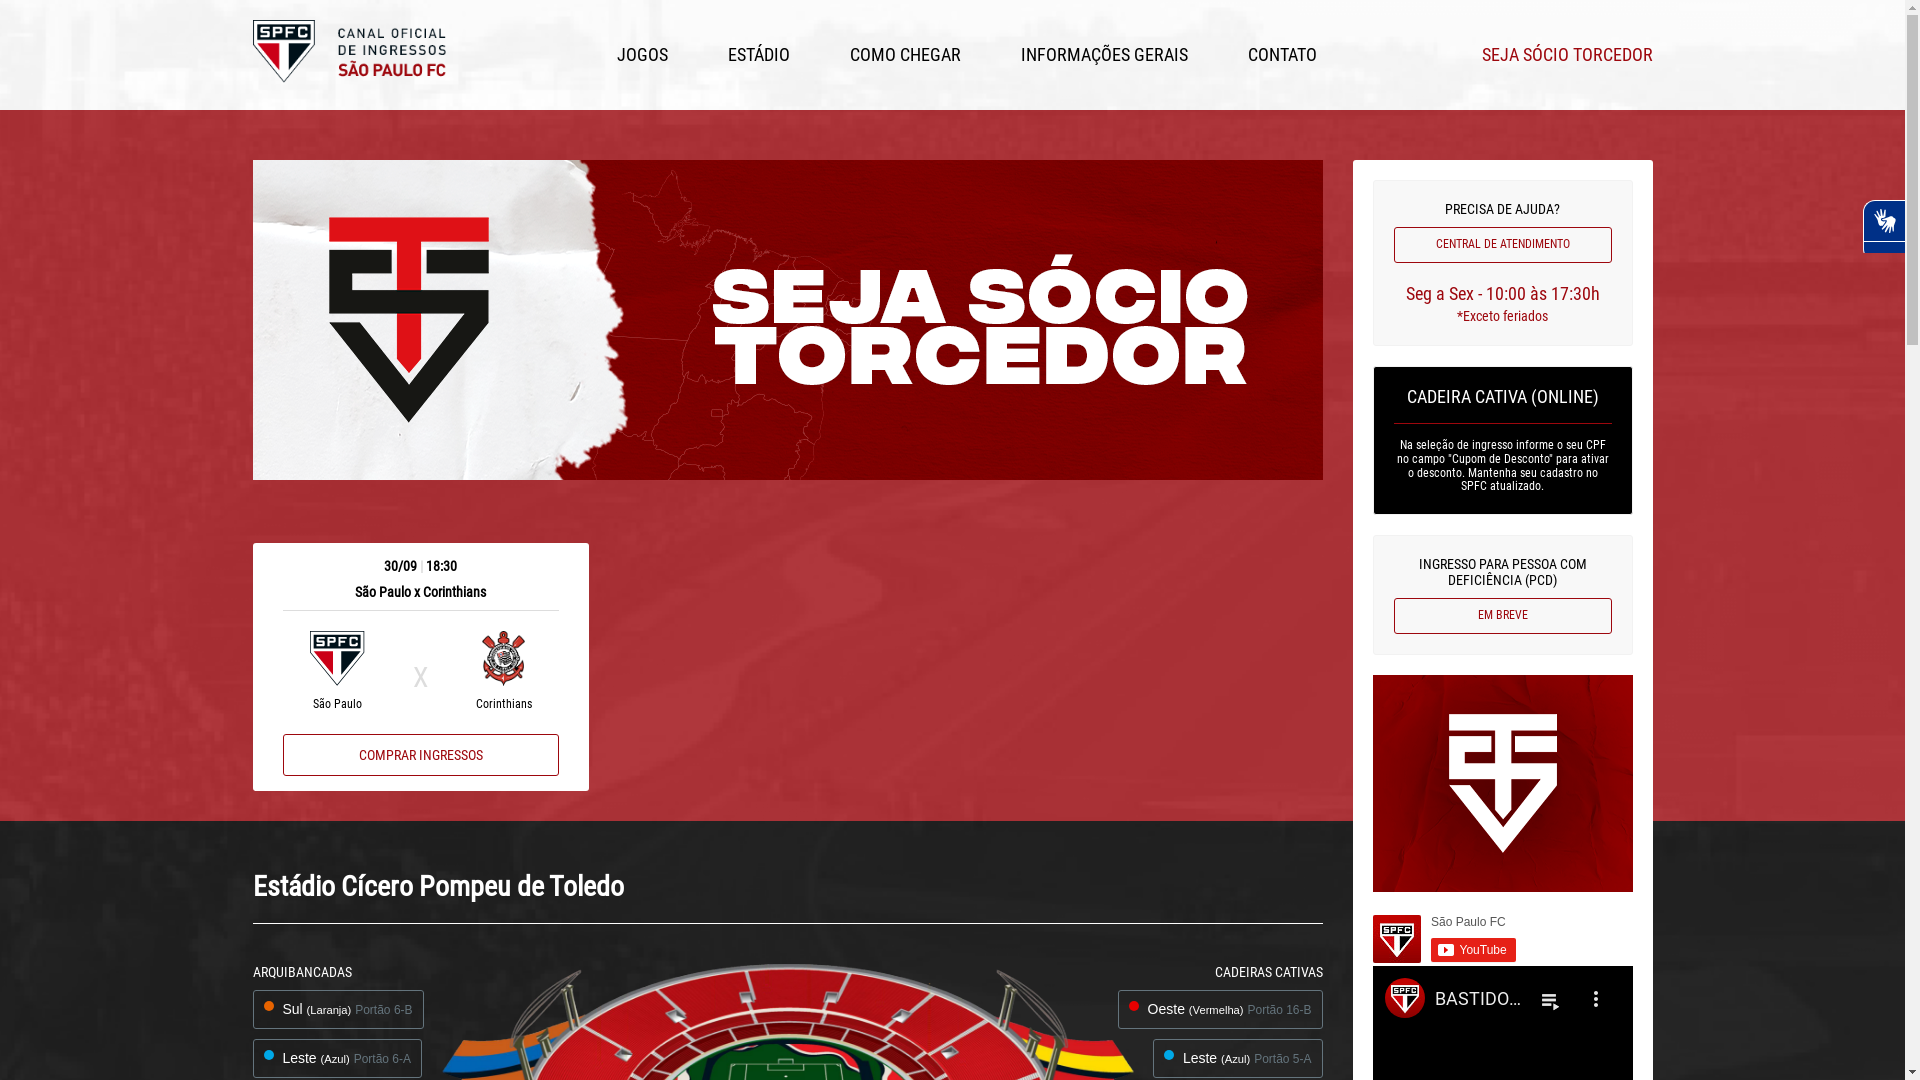 SPFC
CANAL OFICIAL
DE INGRESSOS
SÃO PAULO FC
JOGOS
ESTÁDIO
COMO CHEGAR
INFORMAÇÕES GERAIS
CONTATO
SEJA SÓCIO TORCEDOR
SEJA SÓCIO
TORCEDOR
30/09 | 18:30
São Paulo x Corinthians
SPFC
X
São Paulo
Corinthians
COMPRAR INGRESSOS
PRECISA DE AJUDA?
CENTRAL DE ATENDIMENTO
Seg a Sex - 10:00 às 17:30h
*Exceto feriados
CADEIRA CATIVA (ONLINE)
Na seleção de ingresso informe o seu CPF
no campo "Cupom de Desconto" para ativar
o desconto. Mantenha seu cadastro no
SPFC atualizado.
INGRESSO PARA PESSOA COM
DEFICIÊNCIA (PCD)
EM BREVE
SPFC
São Paulo FC
YouTube
SPFC
BASTIDO...
Estádio Cícero Pompeu de Toledo
ARQUIBANCADAS
Sul (Laranja) Portão 6-B
Leste (Azul) Portão 6-A
CADEIRAS CATIVAS
Oeste (Vermelha) Portão 16-B
Leste (Azul) Portão 5-A